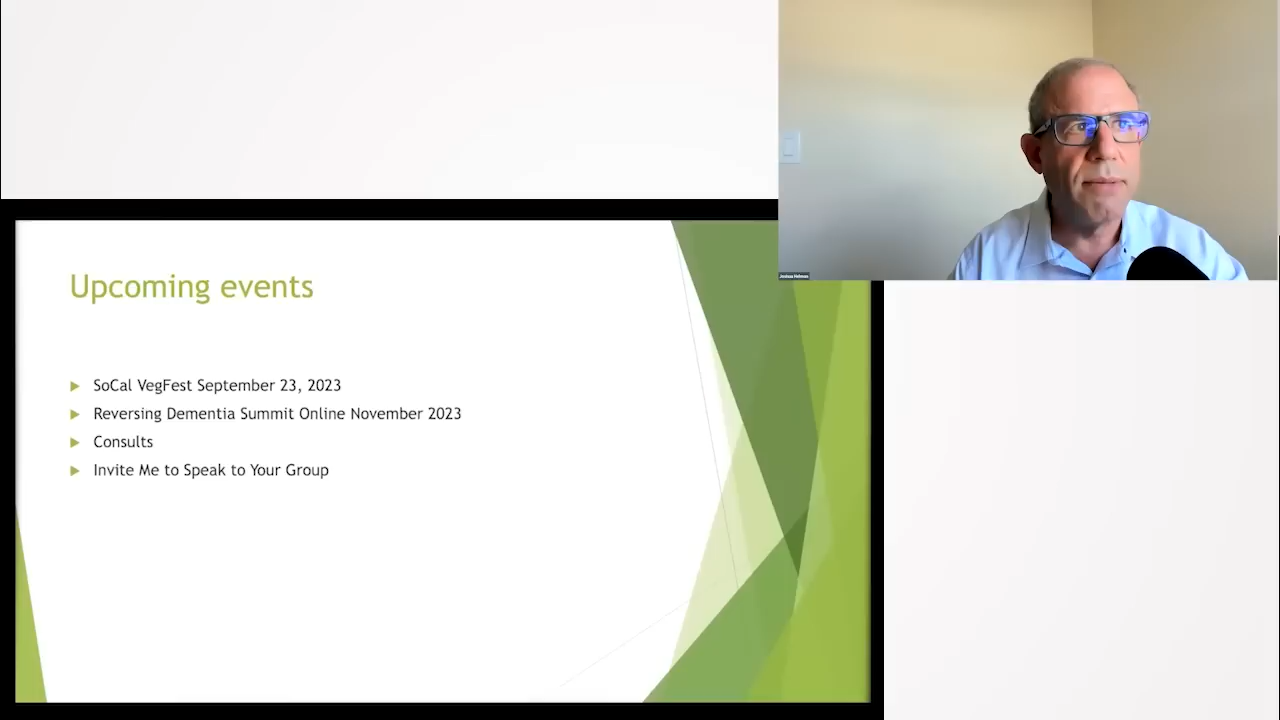 Upcoming events
SoCal VegFest September 23, 2023
Reversing Dementia Summit Online November 2023
Consults
Invite Me to Speak to Your Group